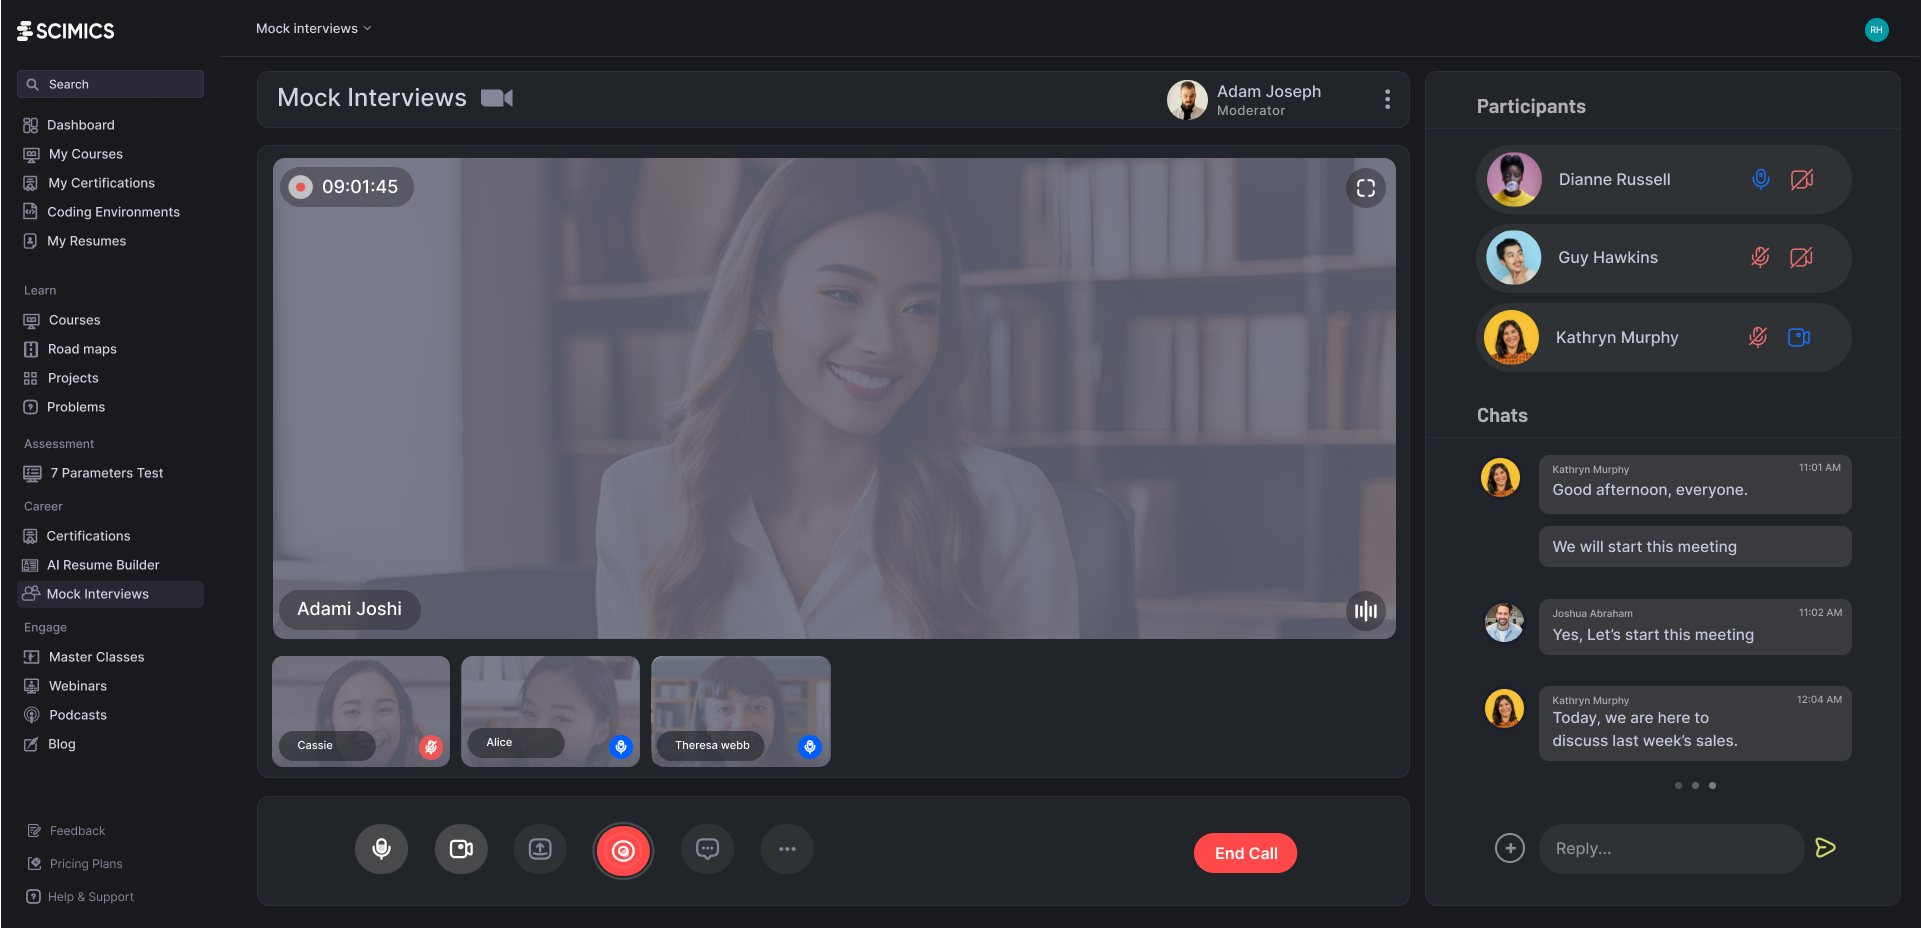 SCIMICS
Search
Dashboard
My Courses
My Certifications
Coding Environments
My Resumes
Learn
Courses
Road maps
Projects
Problems
Assessment
7 Parameters Test
Career
Certifications
AI Resume Builder
Mock Interviews
Engage
Master Classes
Webinars
Podcasts
Blog
Feedback
Pricing Plans
Help & Support
Mock interviews
RH
Mock Interviews
Adam Joseph
Moderator
09:01:45
Adami Joshi
Cassie
Alice
Theresa webb
End Call
Participants
Dianne Russell
Guy Hawkins
Kathryn Murphy
Chats
Kathryn Murphy 11:01 AM
Good afternoon, everyone.
We will start this meeting
Joshua Abraham 11:02 AM
Yes, Let’s start this meeting
Kathryn Murphy 12:04 AM
Today, we are here to
discuss last week’s sales.
Reply...